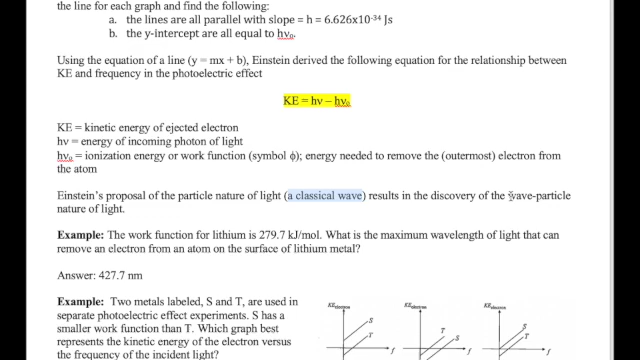 the line for each graph and find the following:
a. the lines are all parallel with slope = h = 6.626x10-34 Js
b. the y-intercept are all equal to hνo.
Using the equation of a line (y = mx + b), Einstein derived the following equation for the relationship between
KE and frequency in the photoelectric effect
KE = hν – hνo
KE = kinetic energy of ejected electron
hν = energy of incoming photon of light
hνo = ionization energy or work function (symbol ϕ); energy needed to remove the (outermost) electron from
the atom
Einstein's proposal of the particle nature of light (a classical wave) results in the discovery of the wave-particle
nature of light.
Example: The work function for lithium is 279.7 kJ/mol. What is the maximum wavelength of light that can
remove an electron from an atom on the surface of lithium metal?
Answer: 427.7 nm
Example: Two metals labeled, S and T, are used in
separate photoelectric effect experiments. S has a
smaller work function than T. Which graph best
represents the kinetic energy of the electron versus
the frequency of the incident light?
KEelectron
S
T
f
KEelectron
T
S
f
KEelectron
S
T
f